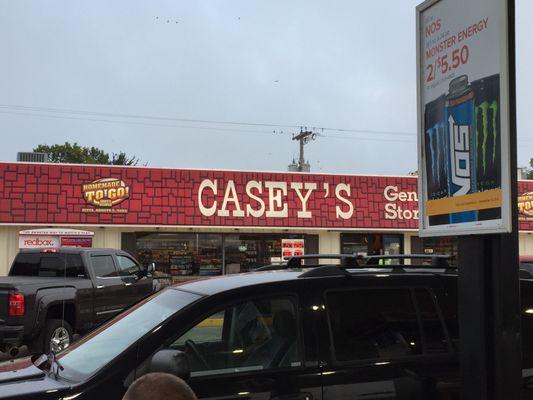 NOS
MONSTER ENERGY
2/$5.50
HOMEMADE
TO GO!
CASEY'S
Gen
Stor
redbox
NOS